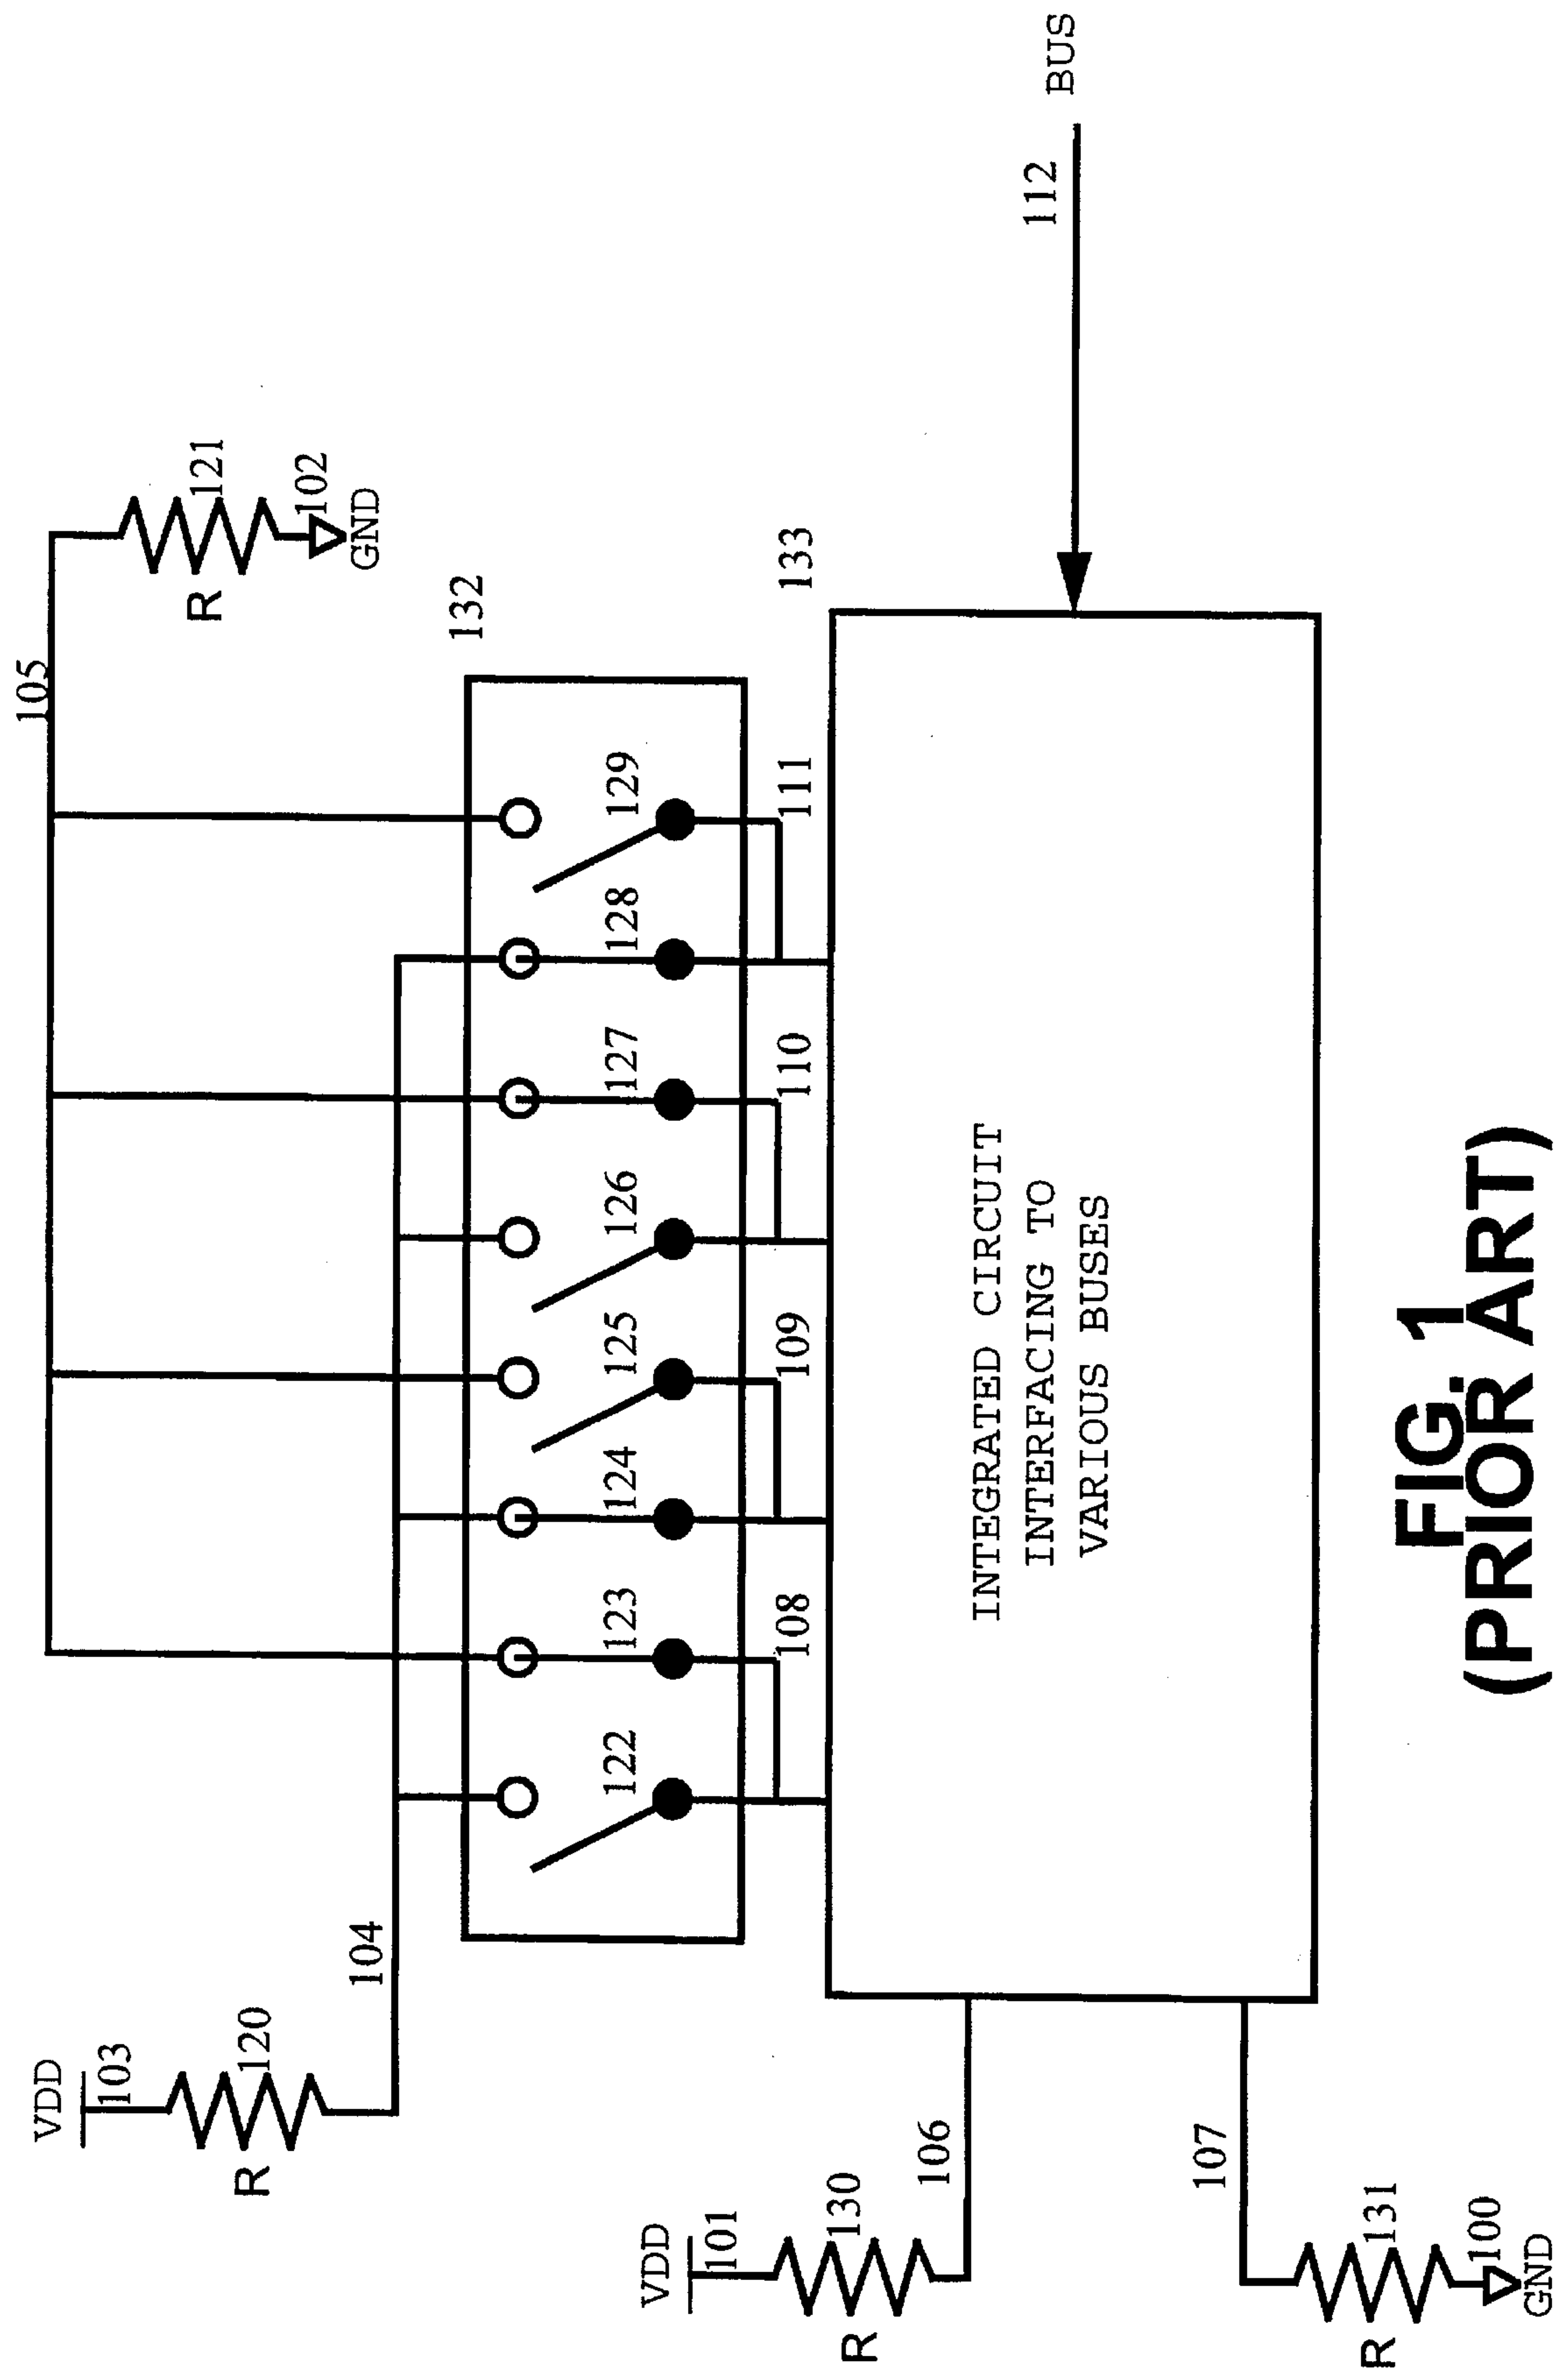 105
121
R
102
GND
VDD
103
120
R
104
132
122
123
124
125
126
127
128
129
108
109
110
111
133
112
BUS
INTEGRATED CIRCUIT
INTERFACING TO
VARIOUS BUSES
VDD
101
130
R
106
107
131
R
100
GND
FIG. 1
(PRIOR ART)